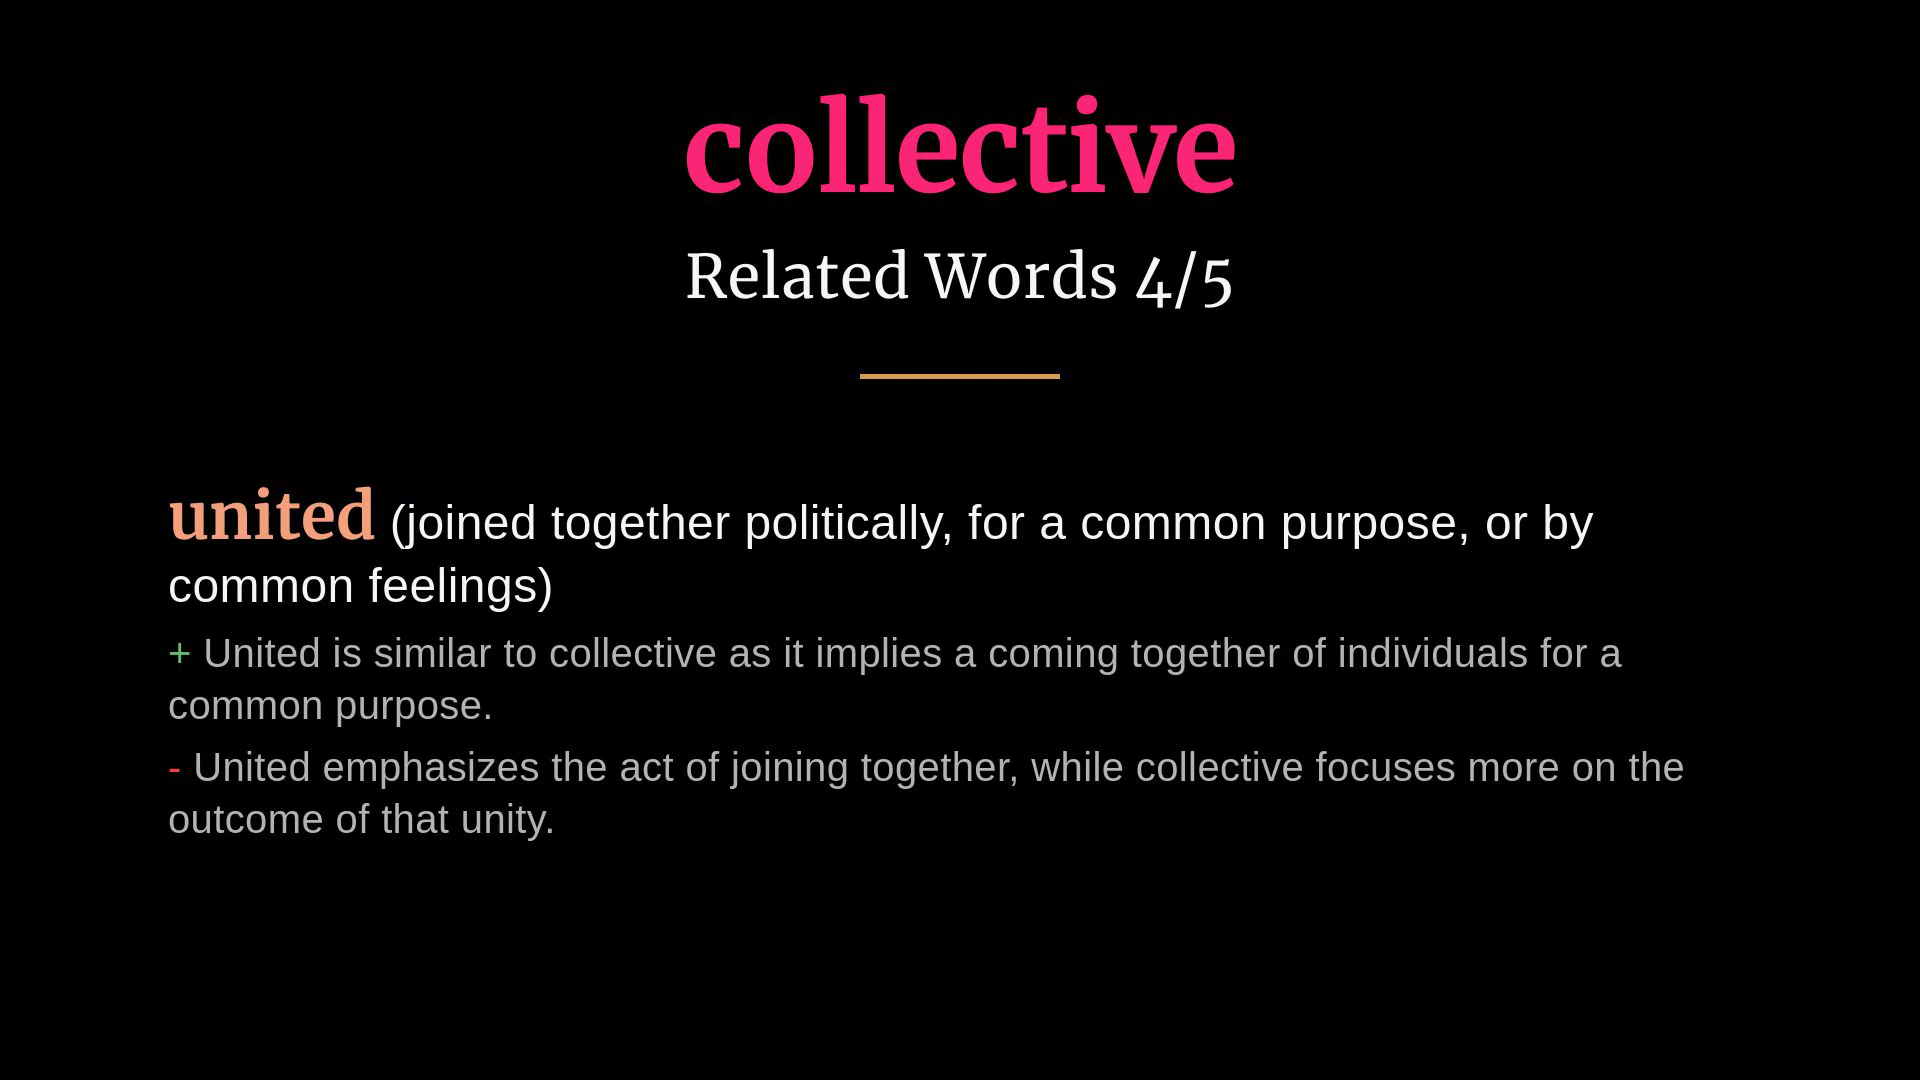 collective
Related Words 4/5
united (joined together politically, for a common purpose, or by
common feelings)
+ United is similar to collective as it implies a coming together of individuals for a
common purpose.
- United emphasizes the act of joining together, while collective focuses more on the
outcome of that unity.